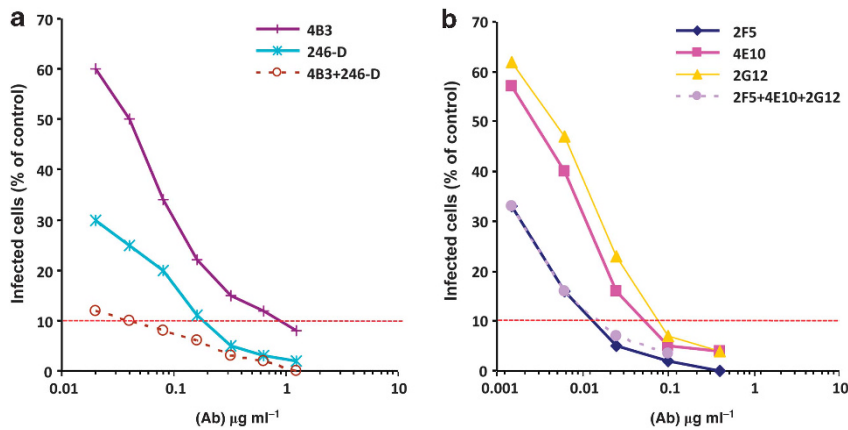 a
Infected cells (% of control)
70
60
50
40
30
20
10
0
0.01
0.1
1
10
(Ab) μg ml⁻¹
4B3
246-D
4B3+246-D
b
Infected cells (% of control)
70
60
50
40
30
20
10
0
0.001
0.01
0.1
1
10
(Ab) μg ml⁻¹
2F5
4E10
2G12
2F5+4E10+2G12